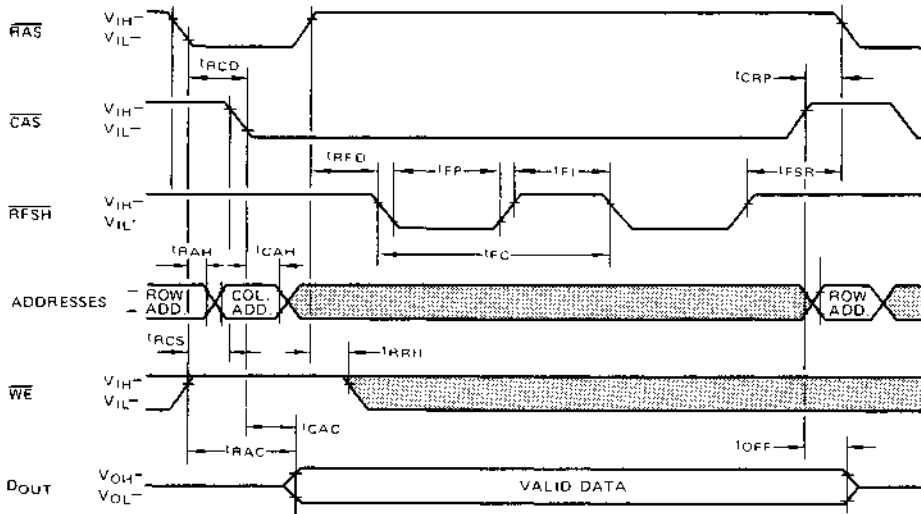 RAS
VIH
VIL
tRCD
tCRP
CAS
VIH
VIL
tRFD
tFP
tFI
tFSR
RFSH
VIH
VIL
tRAH
tCAH
tFC
ADDRESSES
ROW ADD.
COL. ADD.
ROW ADD.
tRCS
tRRH
WE
VIH
VIL
tCAC
tRAC
tOFF
DOUT
VOH
VOL
VALID DATA